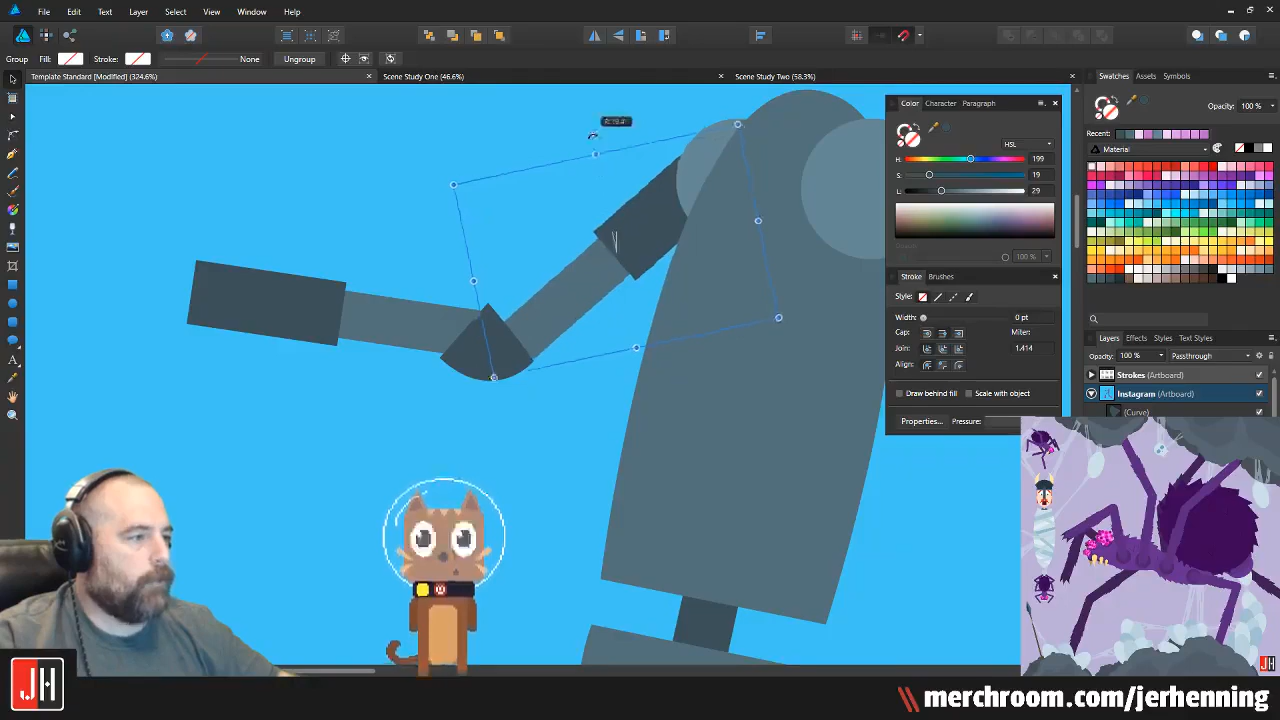 File Edit Text Layer Select View Window Help
Group Fill: Stroke: None Ungroup
Template Standard [Modified] (324.6%) × Scene Study One (46.6%) × Scene Study Two (58.3%) ×
Swatches Assets Symbols
Color Character Paragraph
Opacity: 100 %
HSL
Recent:
H: 199
Material
S: 19
L: 29
Opacity
100 %
Stroke Brushes
Style:
Width: 0 pt
Cap: Miter:
Join: 1.414
Align:
Draw behind fill Scale with object
Properties... Pressure:
Layers Effects Styles Text Styles
Opacity: 100 % Passthrough
Strokes (Artboard)
Instagram (Artboard)
(Curve)
JH
JH
\\ merchroom.com/jerhenning